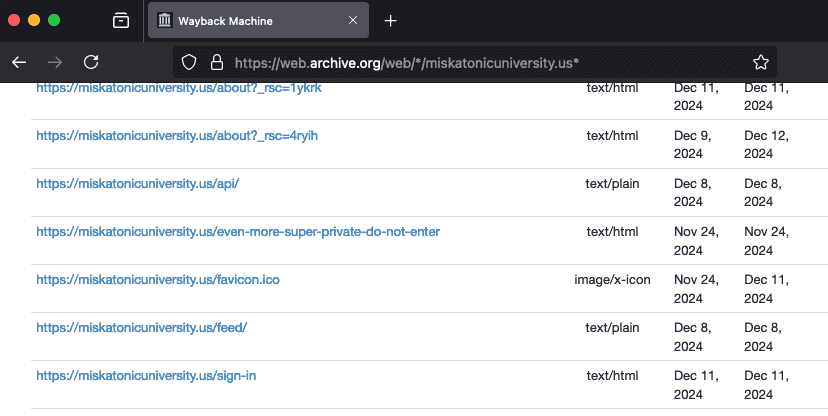 Wayback Machine
https://web.archive.org/web/*/miskatonicuniversity.us*
https://miskatonicuniversity.us/about?_rsc=1ykrk text/html Dec 11, Dec 11,
2024 2024
https://miskatonicuniversity.us/about?_rsc=4ryih text/html Dec 9, Dec 12,
2024 2024
https://miskatonicuniversity.us/api/ text/plain Dec 8, Dec 8,
2024 2024
https://miskatonicuniversity.us/even-more-super-private-do-not-enter text/html Nov 24, Nov 24,
2024 2024
https://miskatonicuniversity.us/favicon.ico image/x-icon Nov 24, Dec 11,
2024 2024
https://miskatonicuniversity.us/feed/ text/plain Dec 8, Dec 8,
2024 2024
https://miskatonicuniversity.us/sign-in text/html Dec 11, Dec 11,
2024 2024